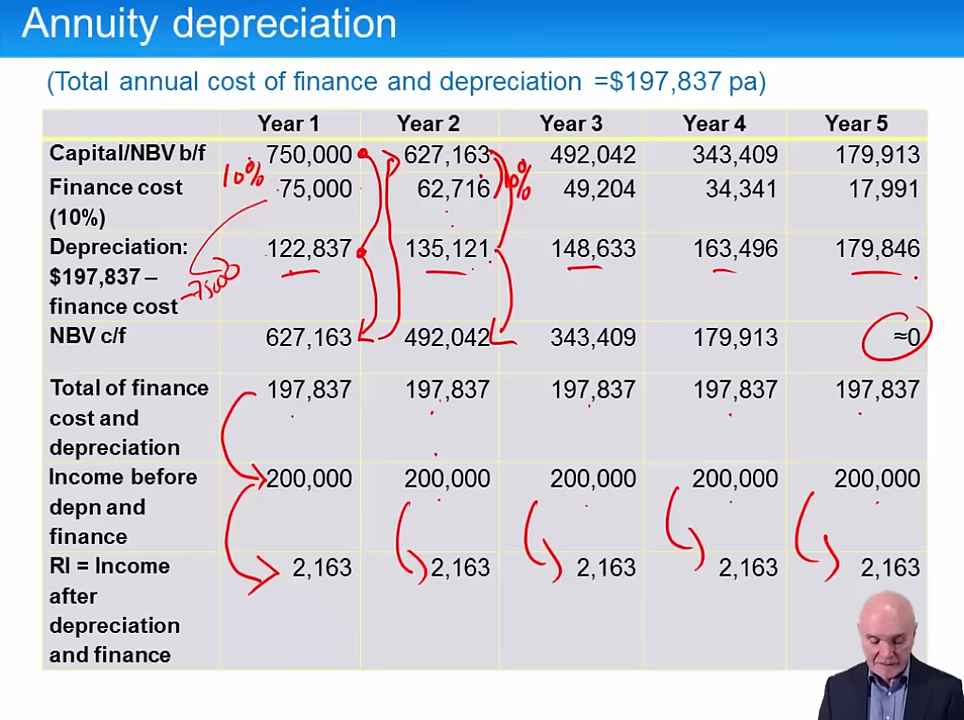 Annuity depreciation
(Total annual cost of finance and depreciation =$197,837 pa)
Year 1 Year 2 Year 3 Year 4 Year 5
Capital/NBV b/f 750,000 627,163 492,042 343,409 179,913
10% 10%
Finance cost 75,000 62,716 49,204 34,341 17,991
(10%)
Depreciation: 122,837 135,121 148,633 163,496 179,846
$197,837 –
-75000
finance cost
NBV c/f 627,163 492,042 343,409 179,913 ≈0
Total of finance 197,837 197,837 197,837 197,837 197,837
cost and
depreciation
Income before 200,000 200,000 200,000 200,000 200,000
depn and
finance
RI = Income 2,163 2,163 2,163 2,163 2,163
after
depreciation
and finance